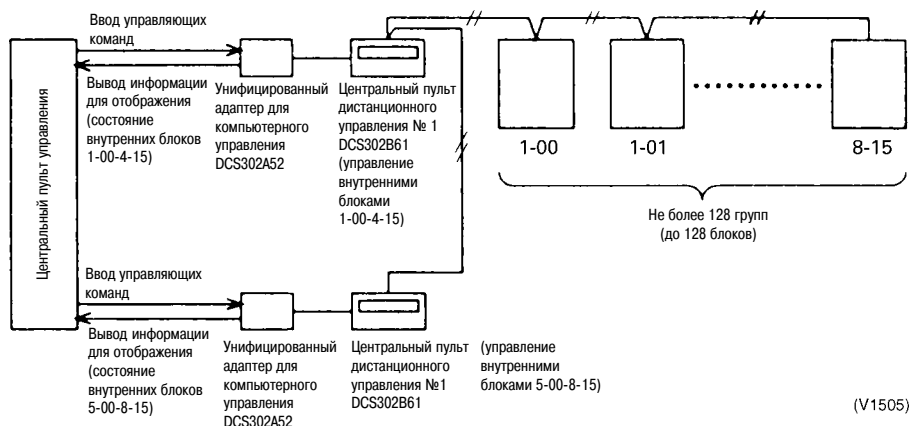 Центральный пульт управления
Ввод управляющих
команд
Вывод информации
для отображения
(состояние
внутренних блоков
1-00-4-15)
Унифицированный
адаптер для
компьютерного
управления
DCS302A52
Центральный пульт
дистанционного
управления № 1
DCS302B61
(управление
внутренними
блоками
1-00-4-15)
1-00
1-01
8-15
Не более 128 групп
(до 128 блоков)
Ввод управляющих
команд
Вывод информации
для отображения
(состояние
внутренних блоков
5-00-8-15)
Унифицированный
адаптер для
компьютерного
управления
DCS302A52
Центральный пульт
дистанционного
управления №1
DCS302B61
(управление
внутренними
блоками 5-00-8-15)
(V1505)